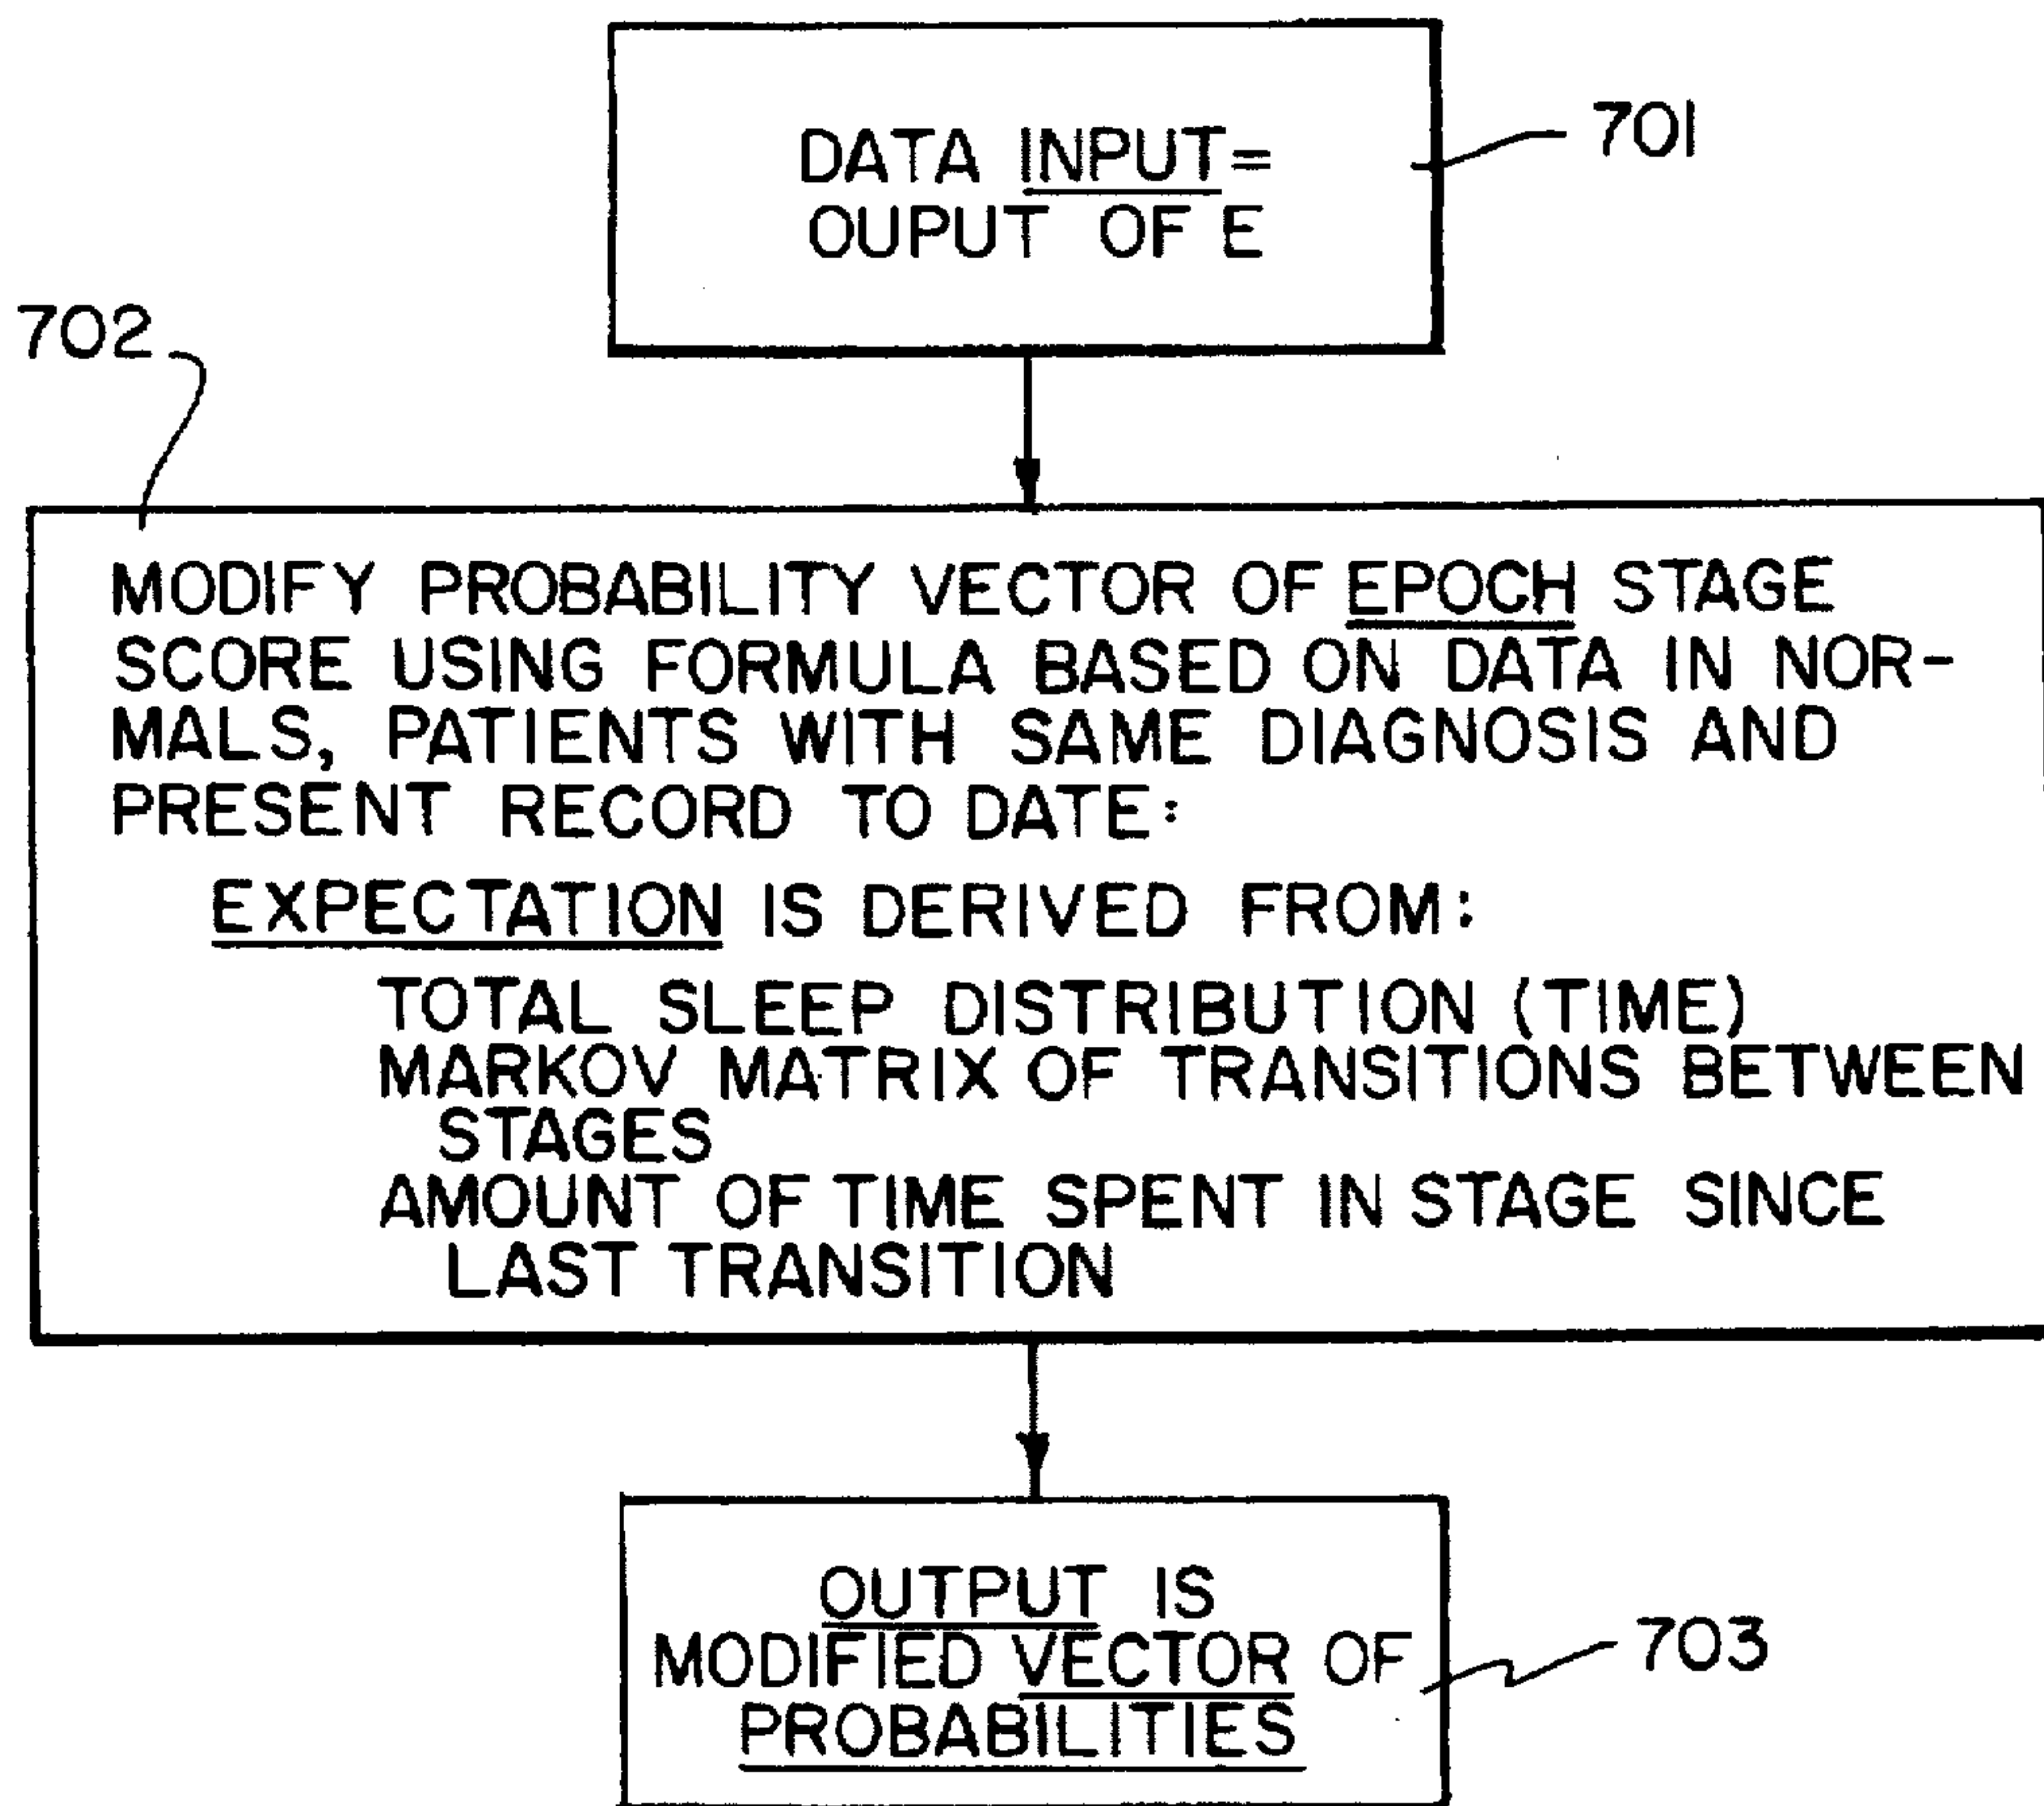 DATA INPUT=
OUPUT OF E
701
702
MODIFY PROBABILITY VECTOR OF EPOCH STAGE
SCORE USING FORMULA BASED ON DATA IN NOR-
MALS, PATIENTS WITH SAME DIAGNOSIS AND
PRESENT RECORD TO DATE:
EXPECTATION IS DERIVED FROM:
TOTAL SLEEP DISTRIBUTION (TIME)
MARKOV MATRIX OF TRANSITIONS BETWEEN
STAGES
AMOUNT OF TIME SPENT IN STAGE SINCE
LAST TRANSITION
OUTPUT IS
MODIFIED VECTOR OF
PROBABILITIES
703